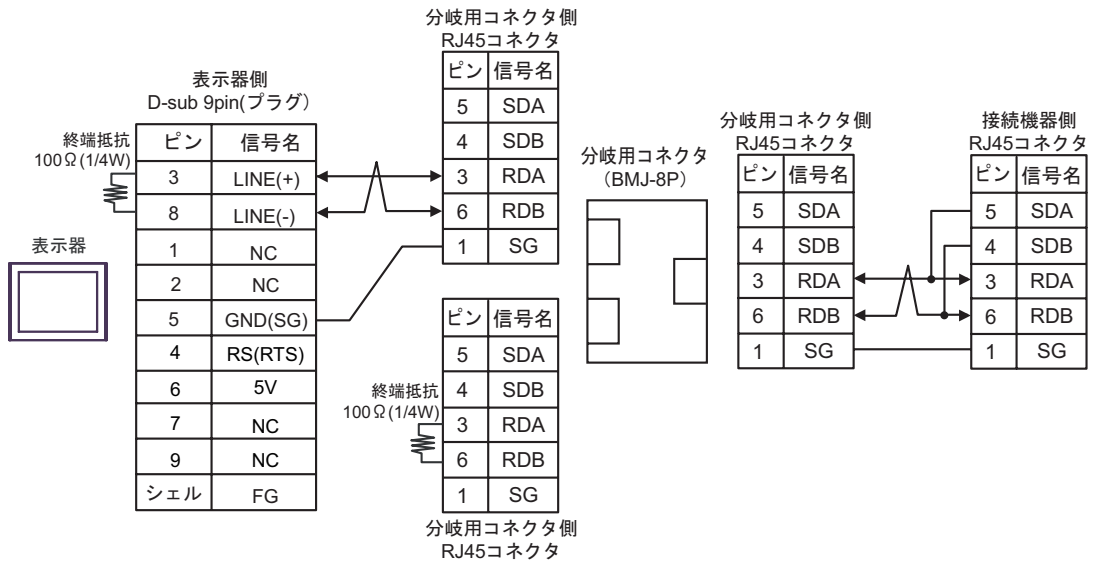 表示器
終端抵抗
100Ω(1/4W)
表示器側
D-sub 9pin(プラグ)
ピン 信号名
3 LINE(+)
8 LINE(-)
1 NC
2 NC
5 GND(SG)
4 RS(RTS)
6 5V
7 NC
9 NC
シェル FG
分岐用コネクタ側
RJ45コネクタ
ピン 信号名
5 SDA
4 SDB
3 RDA
6 RDB
1 SG
終端抵抗
100Ω(1/4W)
ピン 信号名
5 SDA
4 SDB
3 RDA
6 RDB
1 SG
分岐用コネクタ側
RJ45コネクタ
分岐用コネクタ
(BMJ-8P)
分岐用コネクタ側
RJ45コネクタ
ピン 信号名
5 SDA
4 SDB
3 RDA
6 RDB
1 SG
接続機器側
RJ45コネクタ
ピン 信号名
5 SDA
4 SDB
3 RDA
6 RDB
1 SG